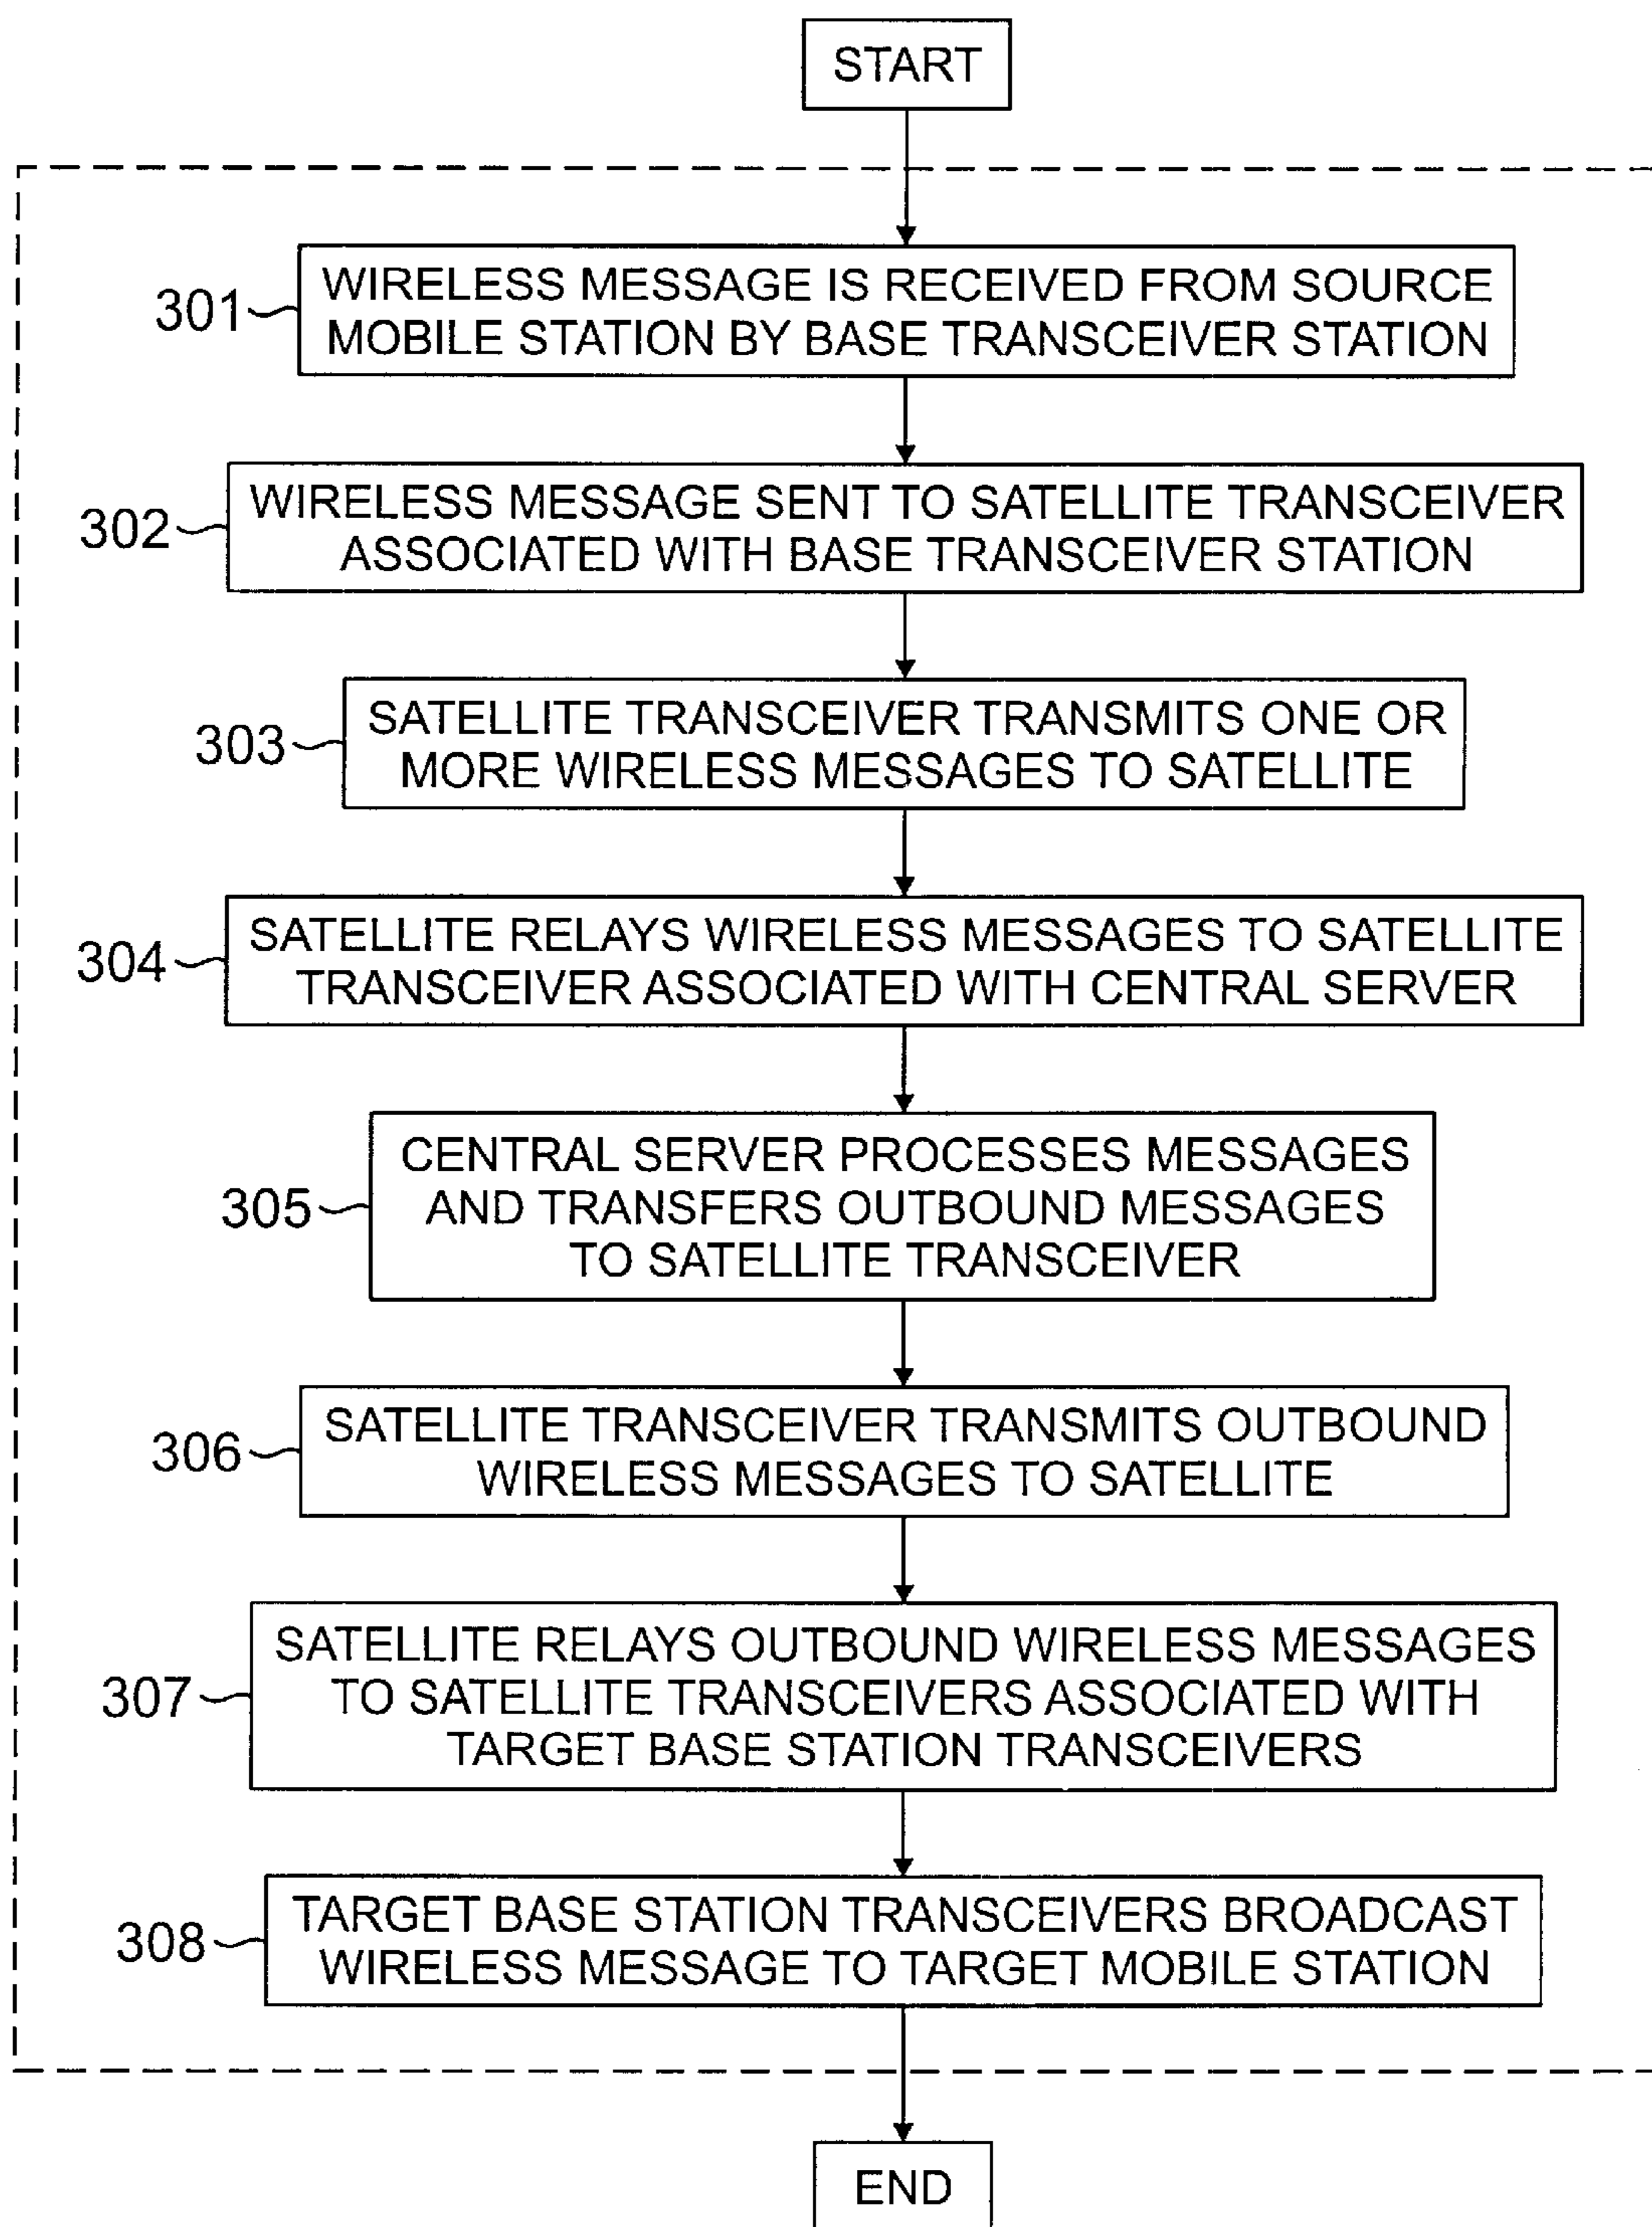 START
301
WIRELESS MESSAGE IS RECEIVED FROM SOURCE
MOBILE STATION BY BASE TRANSCEIVER STATION
302
WIRELESS MESSAGE SENT TO SATELLITE TRANSCEIVER
ASSOCIATED WITH BASE TRANSCEIVER STATION
303
SATELLITE TRANSCEIVER TRANSMITS ONE OR
MORE WIRELESS MESSAGES TO SATELLITE
304
SATELLITE RELAYS WIRELESS MESSAGES TO SATELLITE
TRANSCEIVER ASSOCIATED WITH CENTRAL SERVER
305
CENTRAL SERVER PROCESSES MESSAGES
AND TRANSFERS OUTBOUND MESSAGES
TO SATELLITE TRANSCEIVER
306
SATELLITE TRANSCEIVER TRANSMITS OUTBOUND
WIRELESS MESSAGES TO SATELLITE
307
SATELLITE RELAYS OUTBOUND WIRELESS MESSAGES
TO SATELLITE TRANSCEIVERS ASSOCIATED WITH
TARGET BASE STATION TRANSCEIVERS
308
TARGET BASE STATION TRANSCEIVERS BROADCAST
WIRELESS MESSAGE TO TARGET MOBILE STATION
END